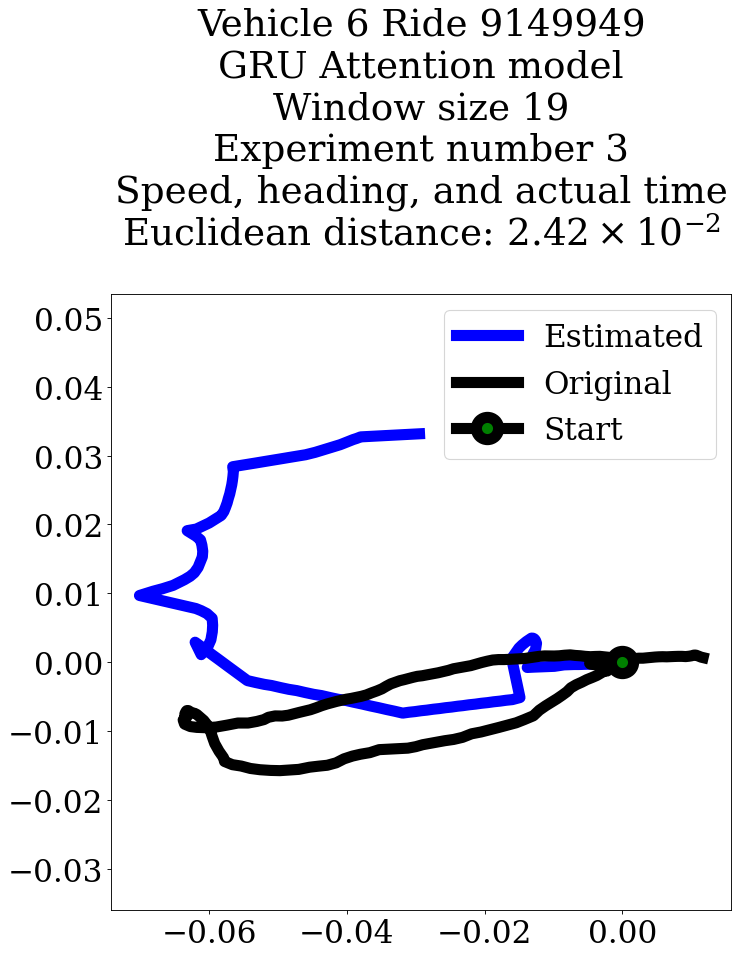 Vehicle 6 Ride 9149949
GRU Attention model
Window size 19
Experiment number 3
Speed, heading, and actual time
Euclidean distance: 2.42 × 10⁻²
Estimated
Original
Start
0.05
0.04
0.03
0.02
0.01
0.00
−0.01
−0.02
−0.03
−0.06 −0.04 −0.02 0.00